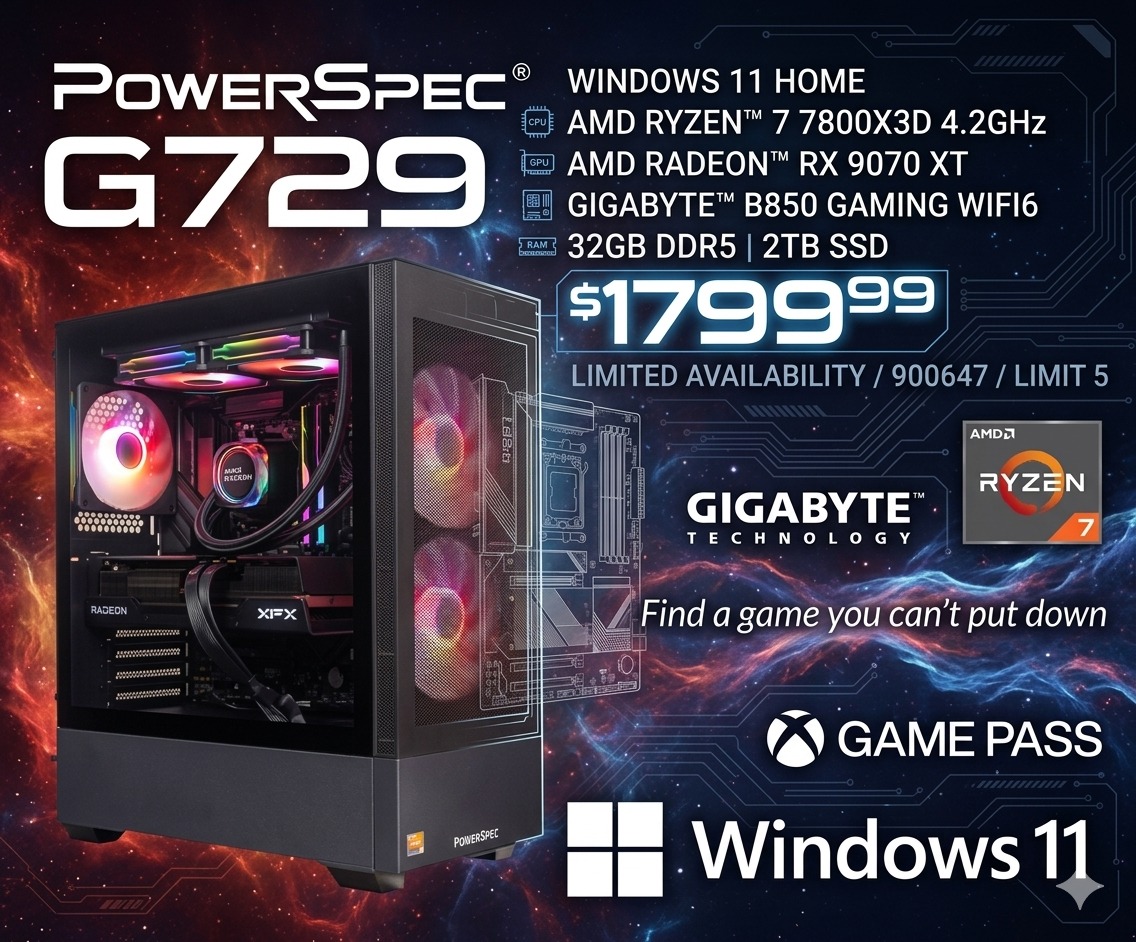 POWERSPEC®
G729
WINDOWS 11 HOME
CPU
AMD RYZEN™ 7 7800X3D 4.2GHz
GPU
AMD RADEON™ RX 9070 XT
GIGABYTE™ B850 GAMING WIFI6
RAM
32GB DDR5 | 2TB SSD
$1799⁹⁹
LIMITED AVAILABILITY / 900647 / LIMIT 5
AMD
RYZEN
7
GIGABYTE™
TECHNOLOGY
Find a game you can’t put down
RADEON
XFX
GAME PASS
POWERSPEC
Windows 11